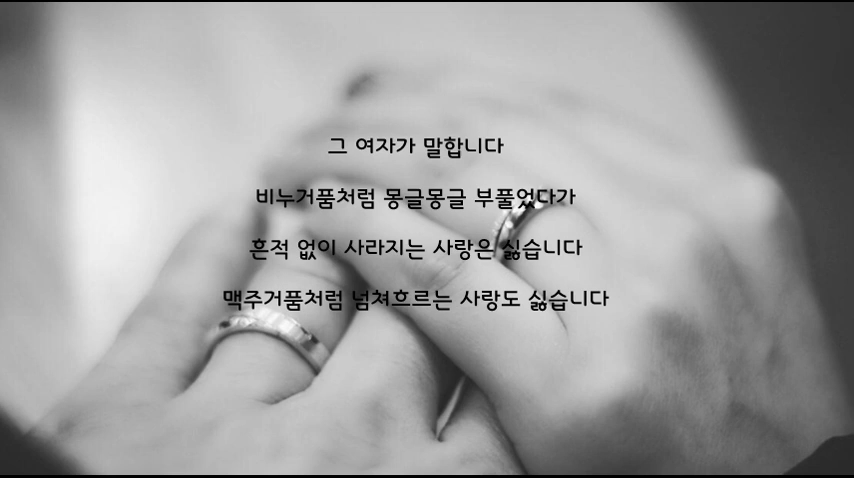 그 여자가 말합니다
비누거품처럼 몽글몽글 부풀었다가
흔적 없이 사라지는 사랑은 싫습니다
맥주거품처럼 넘쳐흐르는 사랑도 싫습니다